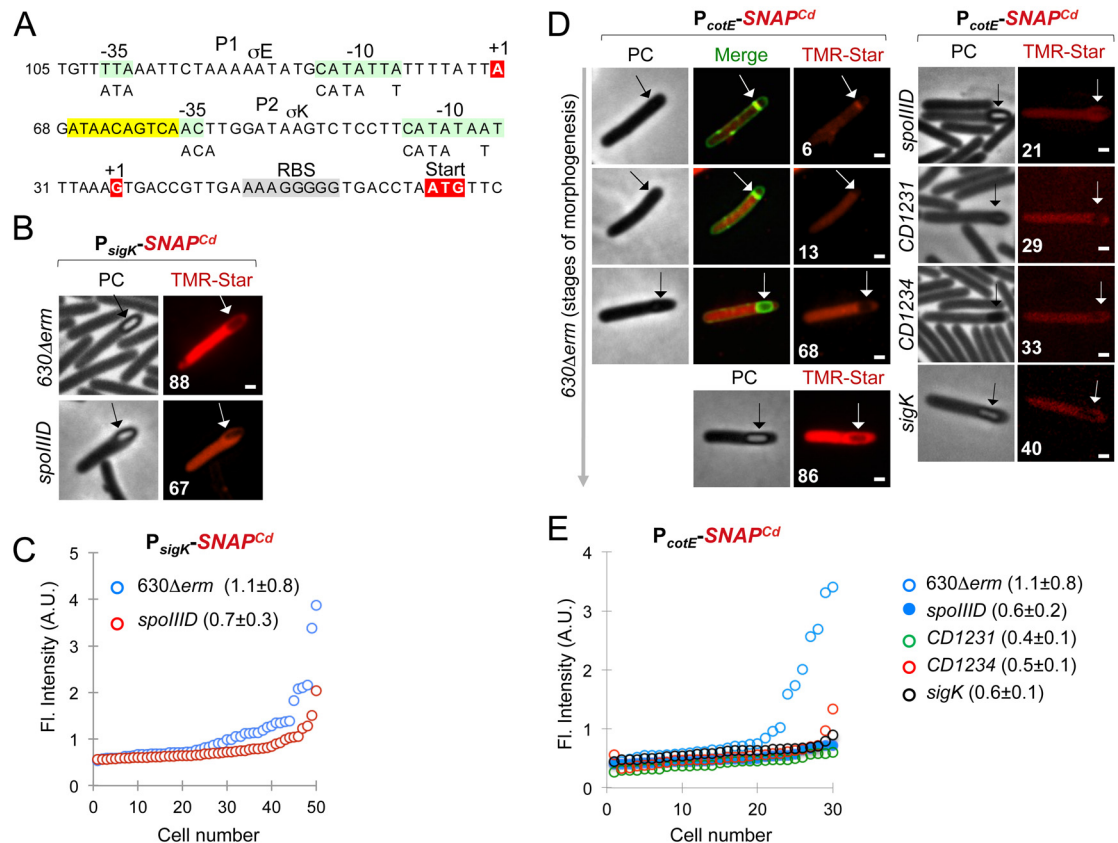 A
P1 σE
-35 -10 +1
105 TGTTTTAAATTCTAAAAATATGCATATTATTTTATTA
ATA CATA T
P2 σK
-35 -10
68 GATAACAGTCAACTTGGATAAGTCTCCTTCATATAAT
ACA CATA T
+1 RBS Start
31 TTAAAGTGACCGTTGAAAAGGGGGTGACCTAATGTTC
B
PsigK-SNAPCd
PC TMR-Star
630Δerm
88
spoIIID
67
C
PsigK-SNAPCd
630Δerm (1.1±0.8)
spoIIID (0.7±0.3)
Fl. Intensity (A.U.)
5
4
3
2
1
0
0 10 20 30 40 50
Cell number
D
PcotE-SNAPCd
PC Merge TMR-Star
630Δerm (stages of morphogenesis)
6
13
68
PC TMR-Star
86
PcotE-SNAPCd
PC TMR-Star
spoIIID
21
CD1231
29
CD1234
33
sigK
40
E
PcotE-SNAPCd
630Δerm (1.1±0.8)
spoIIID (0.6±0.2)
CD1231 (0.4±0.1)
CD1234 (0.5±0.1)
sigK (0.6±0.1)
Fl. Intensity (A.U.)
4
3
2
1
0
0 10 20 30
Cell number